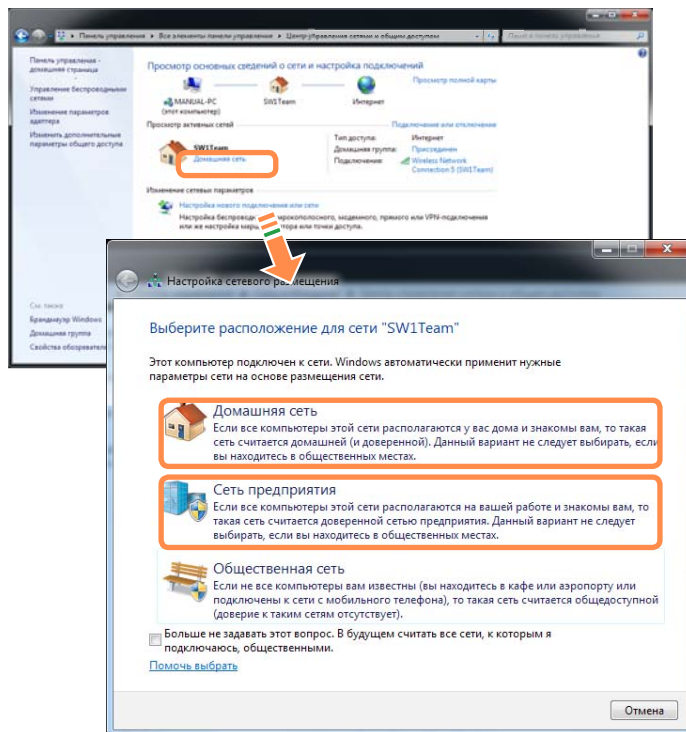 Панель управления ▸ Все элементы панели управления ▸ Центр управления сетями и общим доступом
Поиск в панели управления
Панель управления -
домашняя страница
Управление беспроводными
сетями
Изменение параметров
адаптера
Изменить дополнительные
параметры общего доступа
Просмотр основных сведений о сети и настройка подключений
Просмотр полной карты
MANUAL-PC
(этот компьютер)
SW1Team
Интернет
Просмотр активных сетей
Подключение или отключение
SW1Team
Домашняя сеть
Тип доступа: Интернет
Домашняя группа: Присоединен
Подключения: Wireless Network
Connection 5 (SW1Team)
Изменение сетевых параметров
Настройка нового подключения или сети
Настройка беспроводного, широкополосного, модемного, прямого или VPN-подключения
или же настройка маршрутизатора или точки доступа.
См. также
Брандмауэр Windows
Домашняя группа
Свойства обозревателя
Настройка сетевого размещения
Выберите расположение для сети "SW1Team"
Этот компьютер подключен к сети. Windows автоматически применит нужные
параметры сети на основе размещения сети.
Домашняя сеть
Если все компьютеры этой сети располагаются у вас дома и знакомы вам, то такая
сеть считается домашней (и доверенной). Данный вариант не следует выбирать, если
вы находитесь в общественных местах.
Сеть предприятия
Если все компьютеры этой сети располагаются на вашей работе и знакомы вам, то
такая сеть считается доверенной сетью предприятия. Данный вариант не следует
выбирать, если вы находитесь в общественных местах.
Общественная сеть
Если не все компьютеры вам известны (вы находитесь в кафе или аэропорту или
подключены к сети с мобильного телефона), то такая сеть считается общедоступной
(доверие к таким сетям отсутствует).
Больше не задавать этот вопрос. В будущем считать все сети, к которым я
подключаюсь, общественными.
Помочь выбрать
Отмена